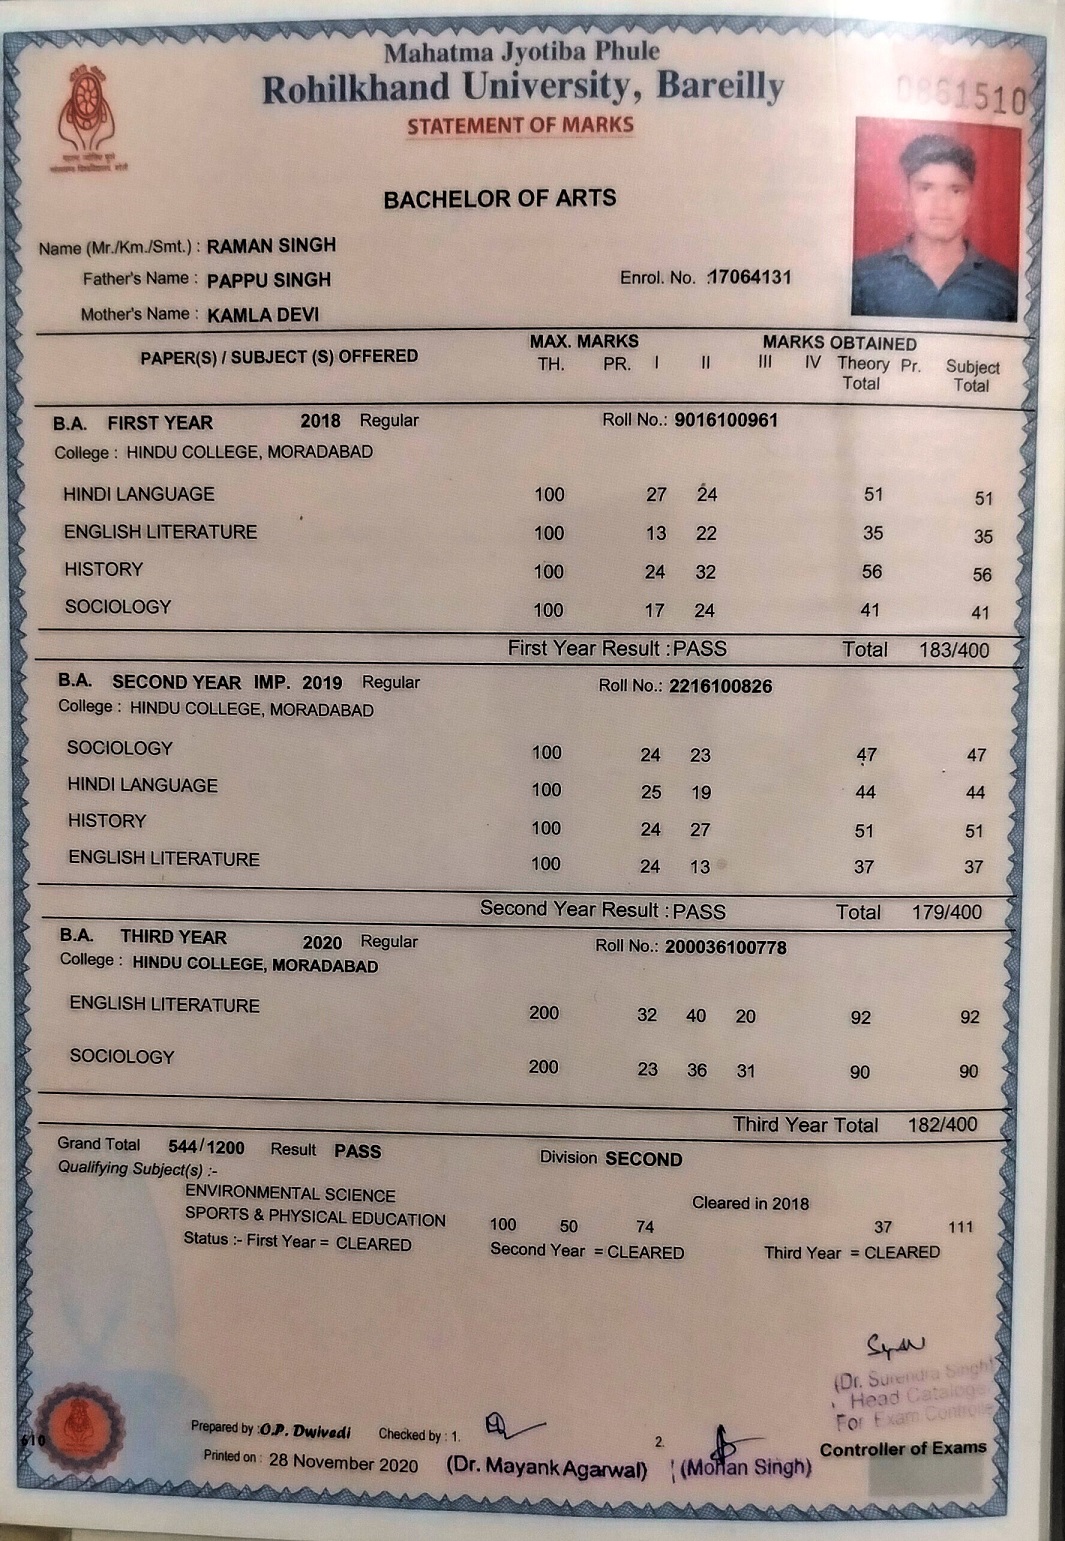 Mahatma Jyotiba Phule
Rohilkhand University, Bareilly
0861510
STATEMENT OF MARKS
BACHELOR OF ARTS
Name (Mr./Km./Smt.) : RAMAN SINGH
Father's Name : PAPPU SINGH Enrol. No. :17064131
Mother's Name : KAMLA DEVI
PAPER(S) / SUBJECT (S) OFFERED MAX. MARKS MARKS OBTAINED
TH. PR. I II III IV Theory Total Pr. Subject Total
B.A. FIRST YEAR 2018 Regular Roll No.: 9016100961
College : HINDU COLLEGE, MORADABAD
HINDI LANGUAGE 100 27 24 51 51
ENGLISH LITERATURE 100 13 22 35 35
HISTORY 100 24 32 56 56
SOCIOLOGY 100 17 24 41 41
First Year Result : PASS Total 183/400
B.A. SECOND YEAR IMP. 2019 Regular Roll No.: 2216100826
College : HINDU COLLEGE, MORADABAD
SOCIOLOGY 100 24 23 47 47
HINDI LANGUAGE 100 25 19 44 44
HISTORY 100 24 27 51 51
ENGLISH LITERATURE 100 24 13 37 37
Second Year Result : PASS Total 179/400
B.A. THIRD YEAR 2020 Regular Roll No.: 200036100778
College : HINDU COLLEGE, MORADABAD
ENGLISH LITERATURE 200 32 40 20 92 92
SOCIOLOGY 200 23 36 31 90 90
Third Year Total 182/400
Grand Total 544/1200 Result PASS Division SECOND
Qualifying Subject(s) :-
ENVIRONMENTAL SCIENCE Cleared in 2018
SPORTS & PHYSICAL EDUCATION 100 50 74 37 111
Status :- First Year = CLEARED Second Year = CLEARED Third Year = CLEARED
(Dr. Surendra Singh)
Head Cataloge
For Exam Controlle
Prepared by : O.P. Dwivedi Checked by : 1. 2. Controller of Exams
610
Printed on : 28 November 2020 (Dr. Mayank Agarwal) (Mohan Singh)